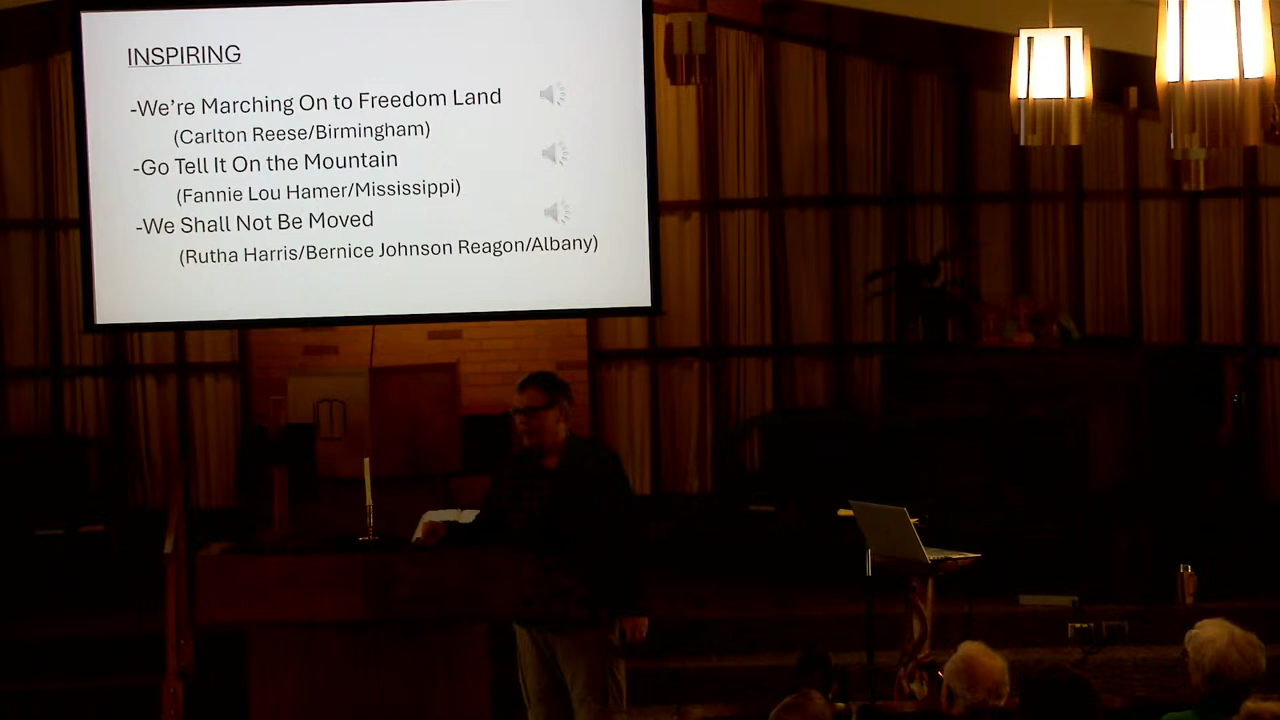 INSPIRING
-We’re Marching On to Freedom Land
(Carlton Reese/Birmingham)
-Go Tell It On the Mountain
(Fannie Lou Hamer/Mississippi)
-We Shall Not Be Moved
(Rutha Harris/Bernice Johnson Reagon/Albany)